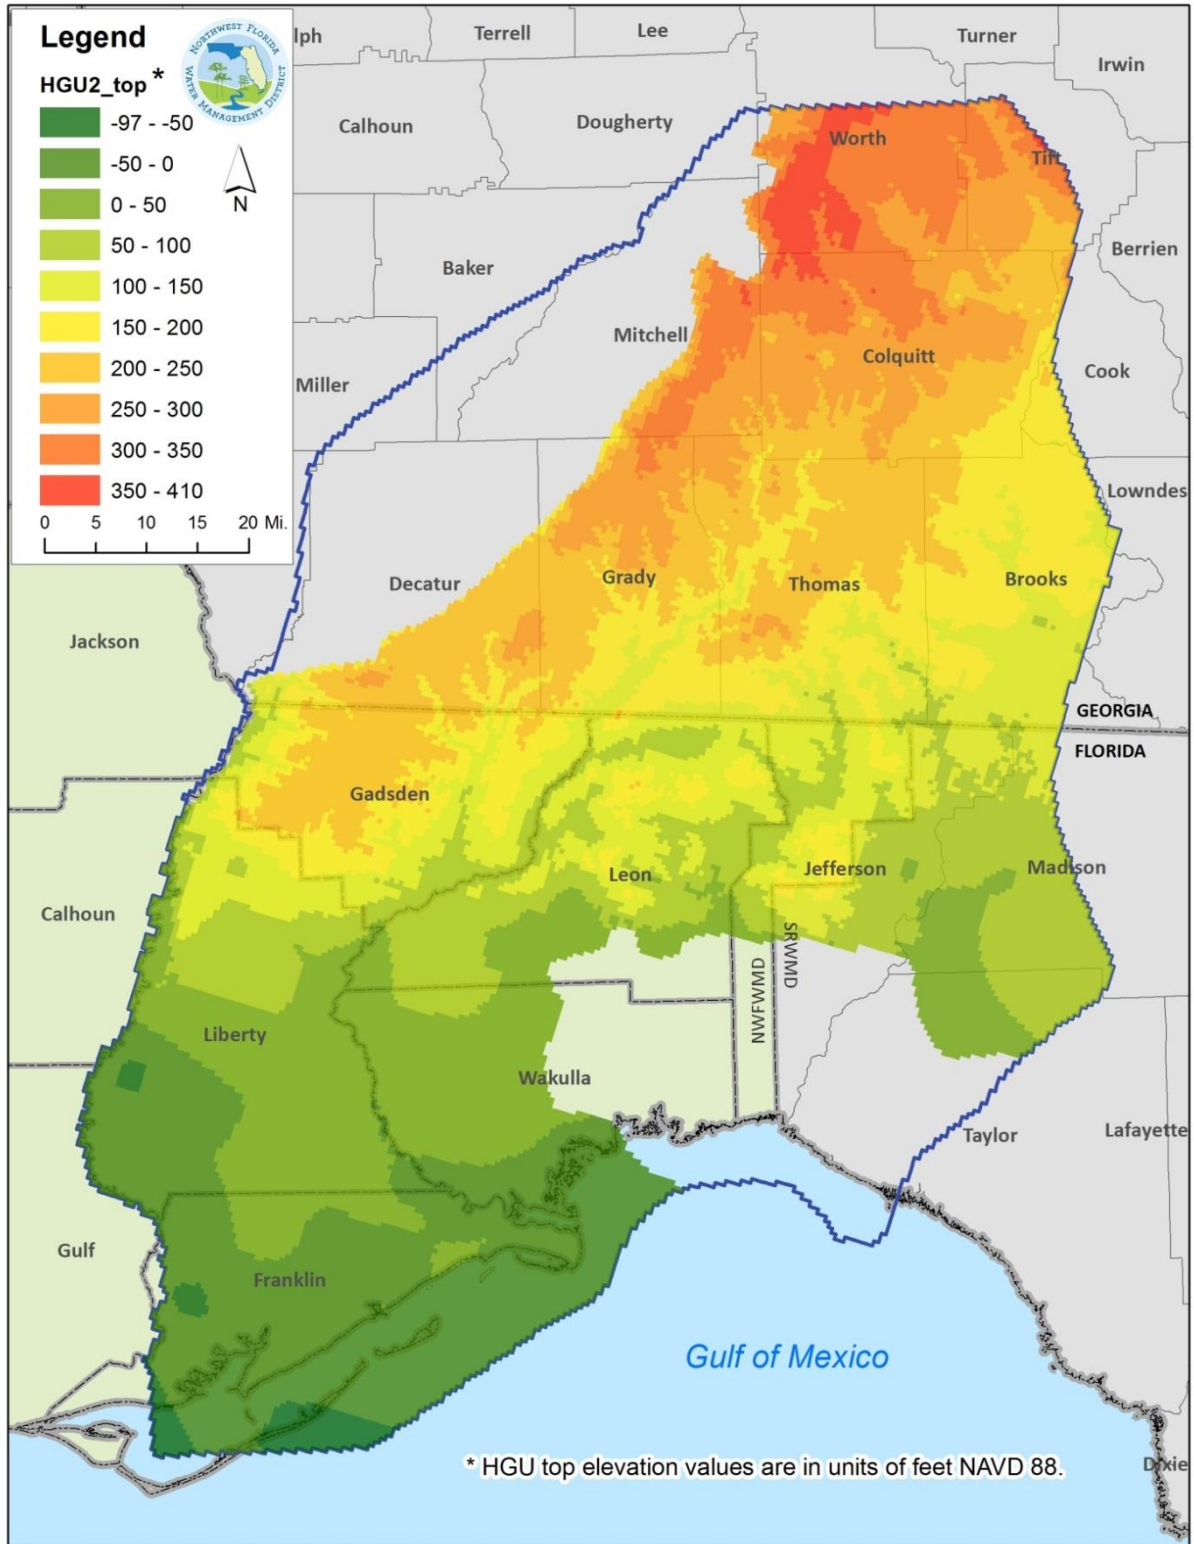 Legend
NORTHWEST FLORIDA
WATER MANAGEMENT DISTRICT
HGU2_top *
-97 - -50
-50 - 0
0 - 50
50 - 100
100 - 150
150 - 200
200 - 250
250 - 300
300 - 350
350 - 410
N
0 5 10 15 20 Mi.
lph
Terrell
Lee
Turner
Irwin
Calhoun
Dougherty
Worth
Tift
Berrien
Baker
Mitchell
Colquitt
Cook
Miller
Lowndes
Decatur
Grady
Thomas
Brooks
Jackson
GEORGIA
FLORIDA
Gadsden
Leon
Jefferson
Madison
Calhoun
SRWMD
NWFWMD
Liberty
Wakulla
Taylor
Lafayette
Gulf
Franklin
Gulf of Mexico
* HGU top elevation values are in units of feet NAVD 88.
Dixie